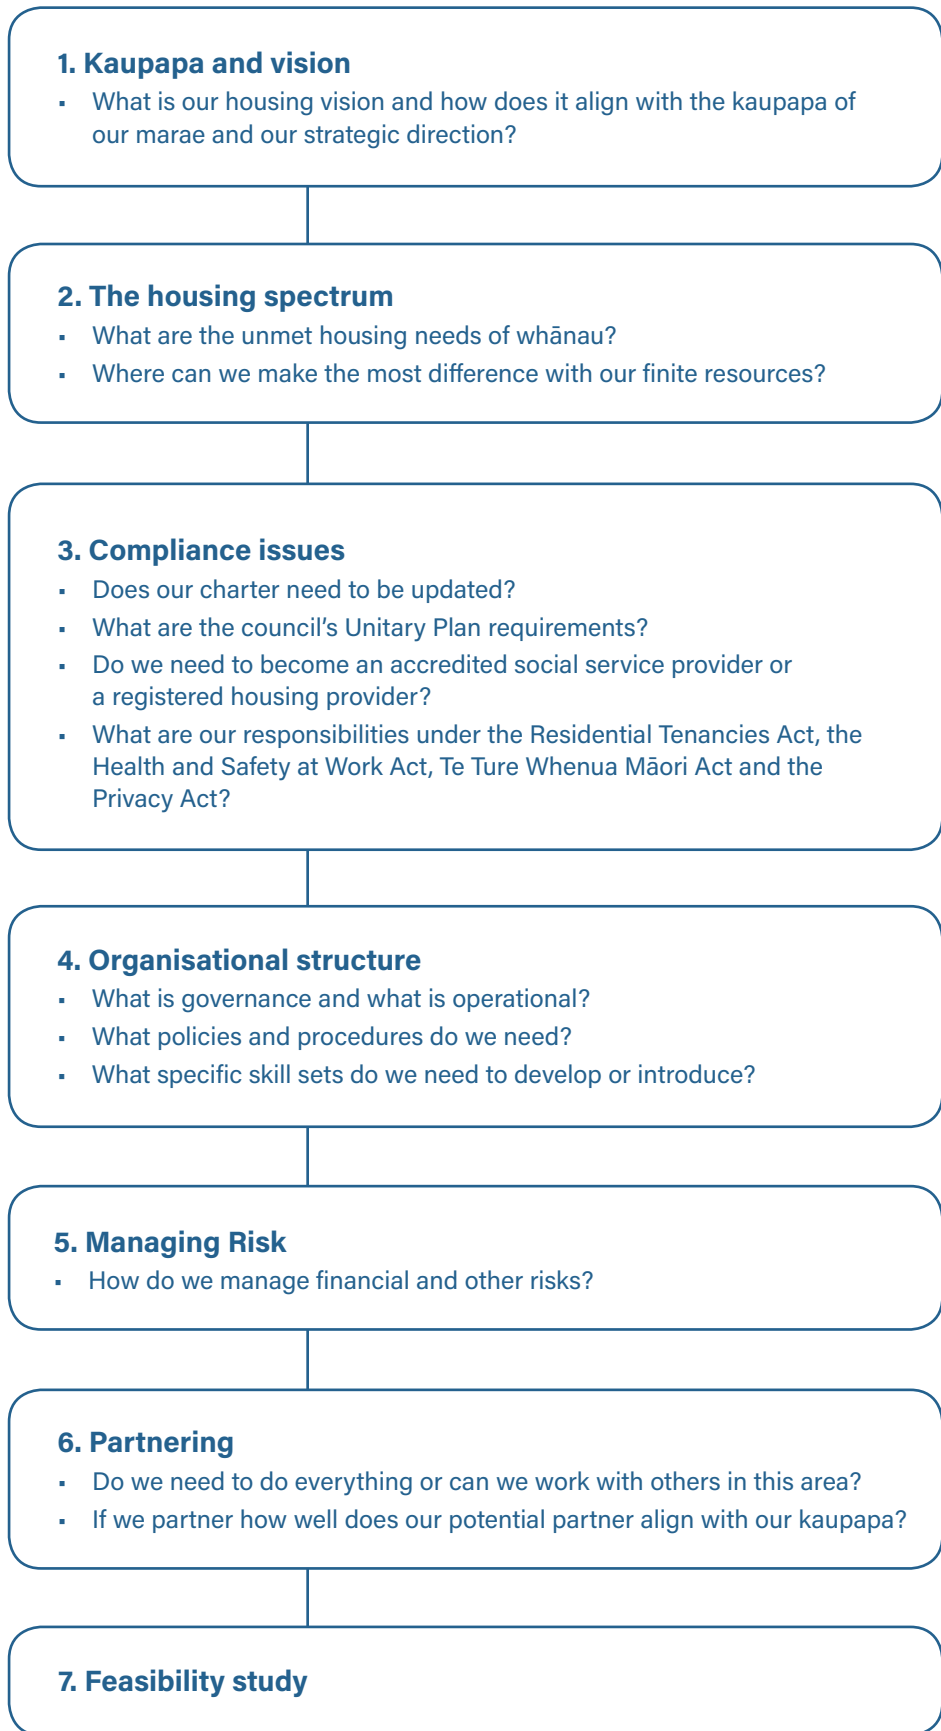 1. Kaupapa and vision
▪ What is our housing vision and how does it align with the kaupapa of
our marae and our strategic direction?
2. The housing spectrum
▪ What are the unmet housing needs of whānau?
▪ Where can we make the most difference with our finite resources?
3. Compliance issues
▪ Does our charter need to be updated?
▪ What are the council’s Unitary Plan requirements?
▪ Do we need to become an accredited social service provider or
a registered housing provider?
▪ What are our responsibilities under the Residential Tenancies Act, the
Health and Safety at Work Act, Te Ture Whenua Māori Act and the
Privacy Act?
4. Organisational structure
▪ What is governance and what is operational?
▪ What policies and procedures do we need?
▪ What specific skill sets do we need to develop or introduce?
5. Managing Risk
▪ How do we manage financial and other risks?
6. Partnering
▪ Do we need to do everything or can we work with others in this area?
▪ If we partner how well does our potential partner align with our kaupapa?
7. Feasibility study